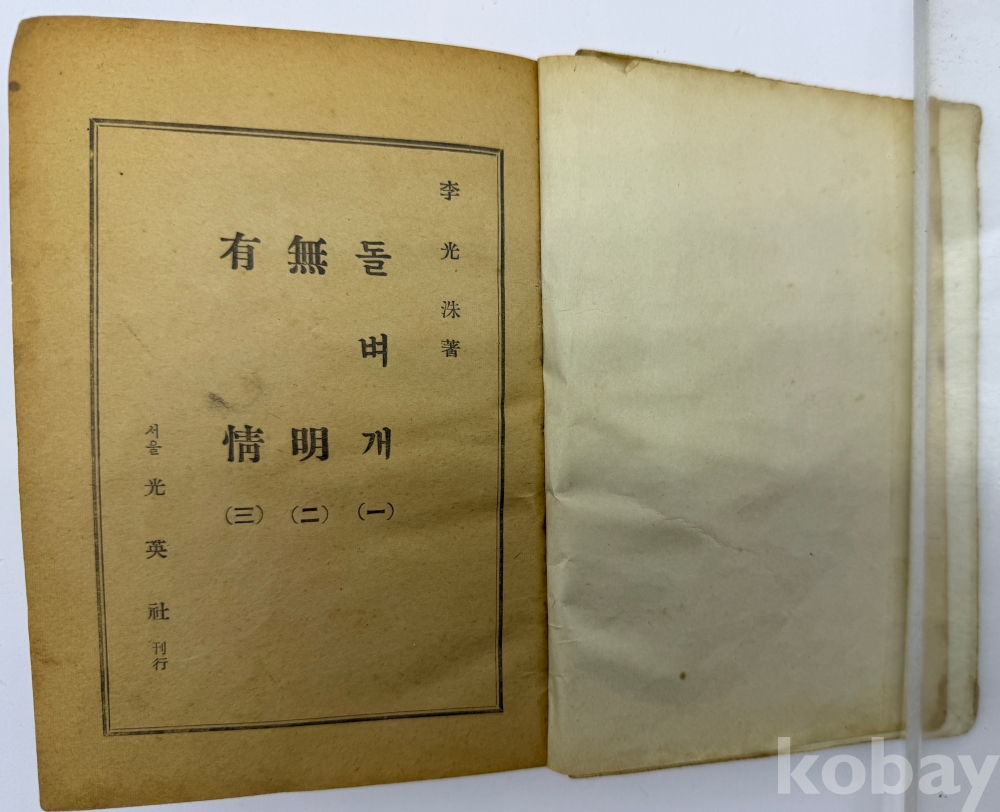 李光洙著
돌벼개 (一)
無明 (二)
有情 (三)
서울 光英社 刊行
kobay